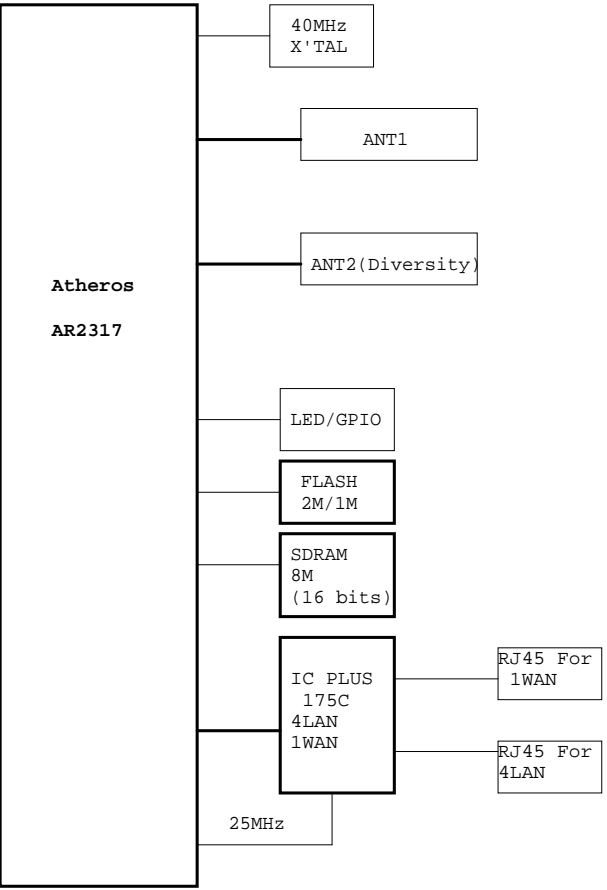 40MHz
X'TAL
ANT1
ANT2(Diversity)
Atheros
AR2317
LED/GPIO
FLASH
2M/1M
SDRAM
8M
(16 bits)
IC PLUS
175C
4LAN
1WAN
RJ45 For
1WAN
RJ45 For
4LAN
25MHz